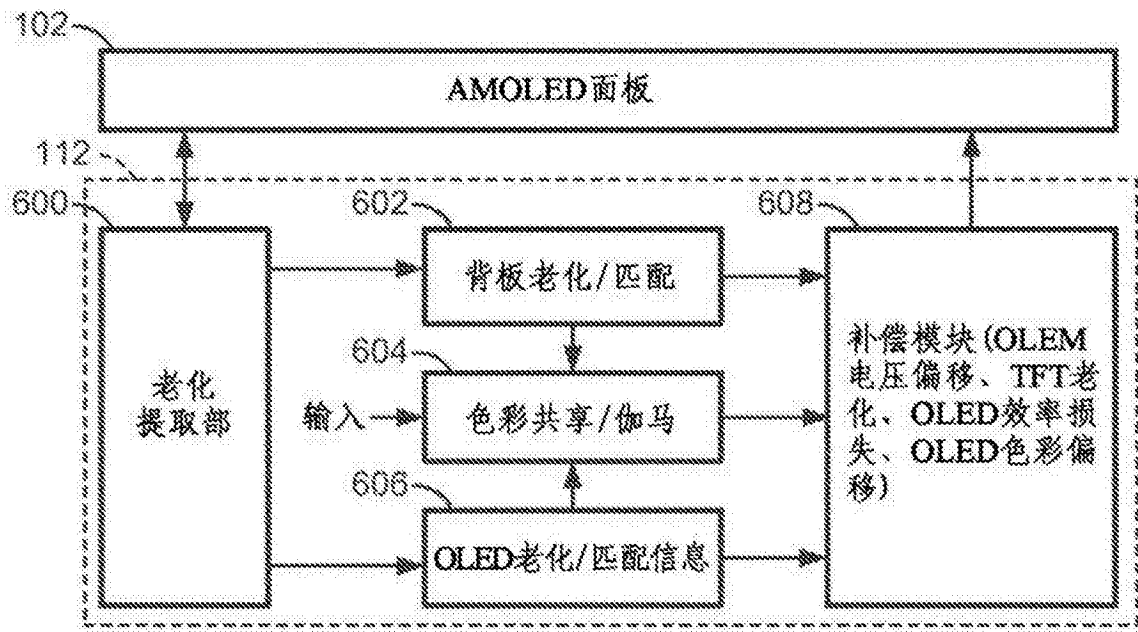 102
AMOLED面板
112
600
602
608
背板老化/匹配
604
老化
提取部
输入
色彩共享/伽马
补偿模块(OLEM
电压偏移、TFT老
化、OLED效率损
失、OLED色彩偏
移)
606
OLED老化/匹配信息